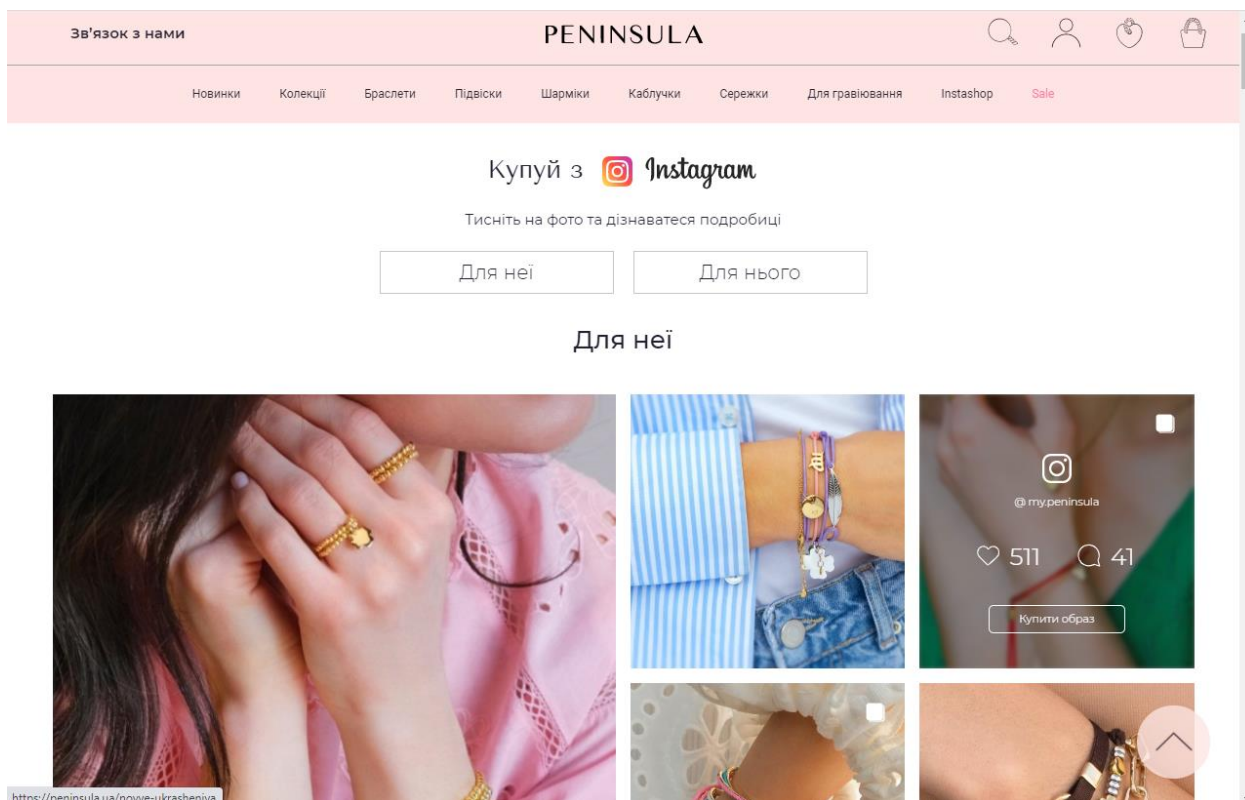 Зв'язок з нами
PENINSULA
Новинки Колекції Браслети Підвіски Шарміки Каблучки Сережки Для гравіювання Instashop Sale
Купуй з Instagram
Тисніть на фото та дізнаватеся подробиці
Для неї Для нього
Для неї
@ my.peninsula
511 41
Купити образ
https://peninsula.ua/novye-ukrasheniya